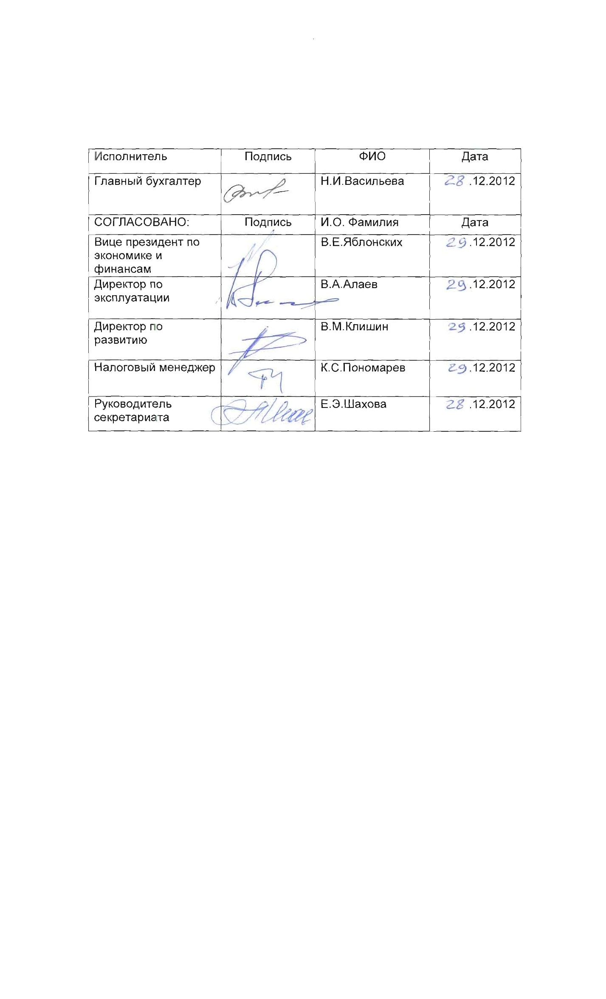 Исполнитель Подпись ФИО Дата
Главный бухгалтер Н.И.Васильева 28.12.2012
СОГЛАСОВАНО: Подпись И.О. Фамилия Дата
Вице президент по В.Е.Яблонских 29.12.2012
экономике и
финансам
Директор по В.А.Алаев 29.12.2012
эксплуатации
Директор по В.М.Клишин 29.12.2012
развитию
Налоговый менеджер К.С.Пономарев 29.12.2012
Руководитель Е.Э.Шахова 28.12.2012
секретариата